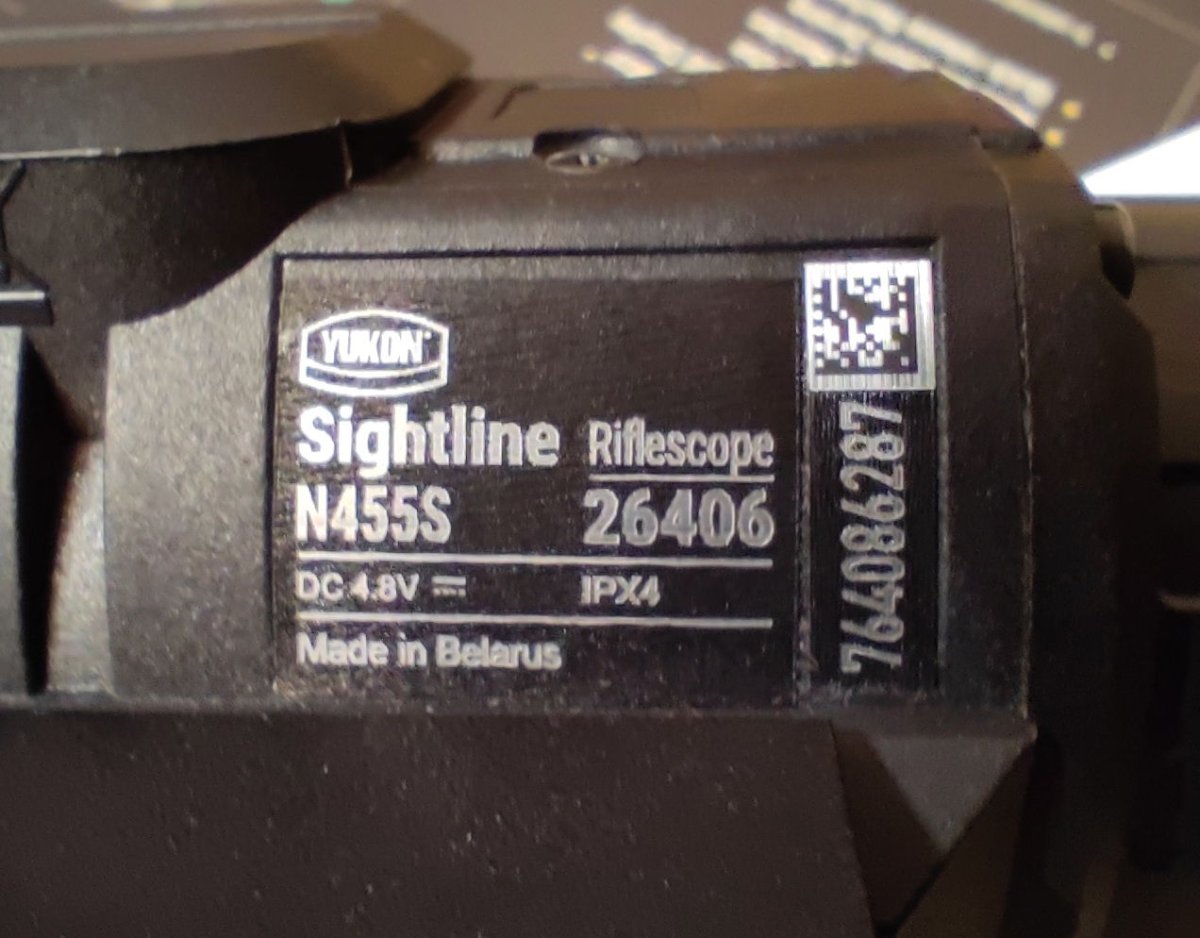 YUKON
Sightline Riflescope
N455S 26406
DC 4.8V IPX4
Made in Belarus
764086287